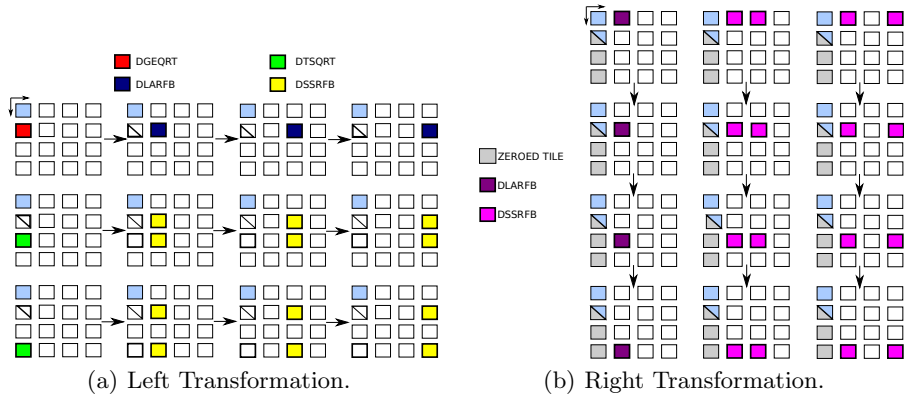 DGEQRT
DTSQRT
DLARFB
DSSRFB
ZEROED TILE
DLARFB
DSSRFB
(a) Left Transformation.
(b) Right Transformation.